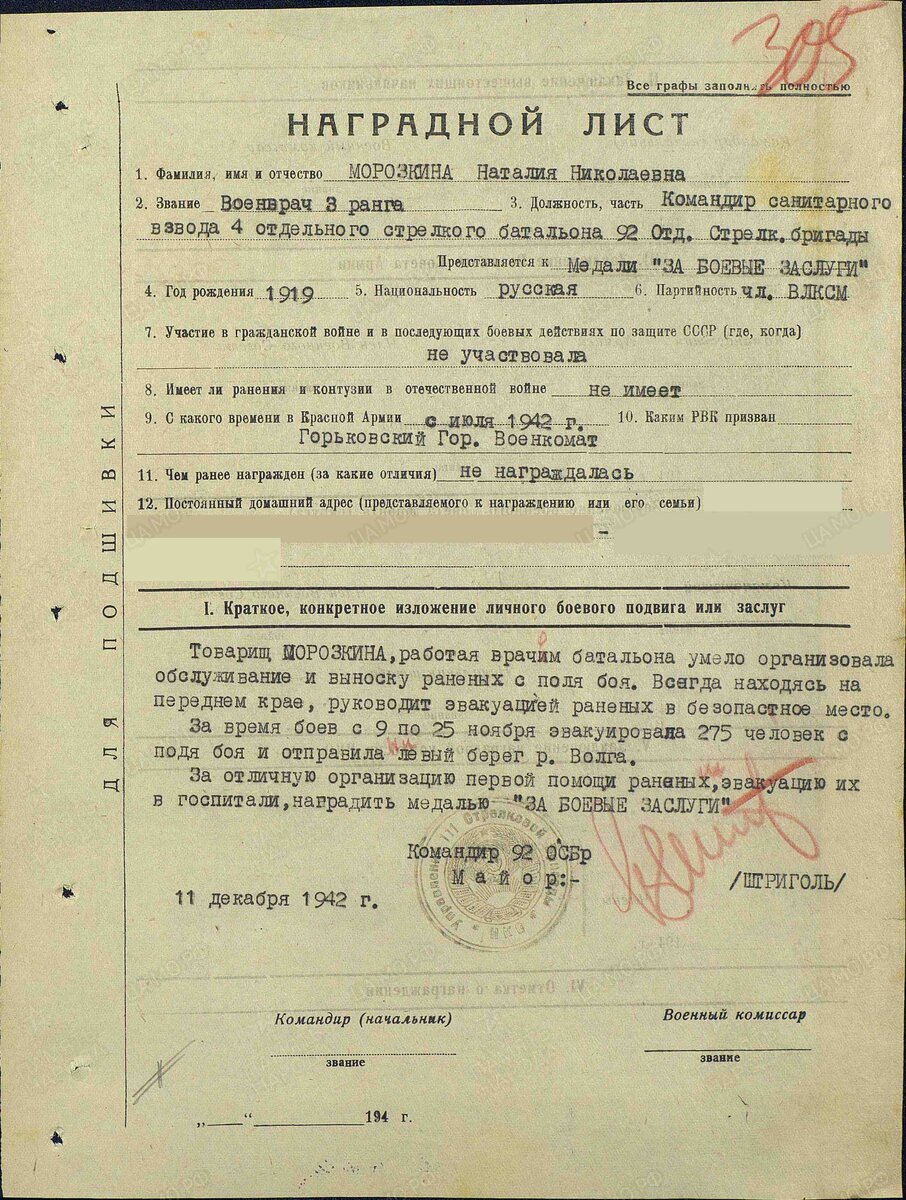 305
Все графы заполнять полностью
НАГРАДНОЙ ЛИСТ
1. Фамилия, имя и отчество МОРОЗКИНА Наталия Николаевна
2. Звание Военврач 3 ранга 3. Должность, часть Командир санитарного
взвода 4 отдельного стрелкого батальона 92 Отд. Стрелк. бригады
Представляется к Медали "ЗА БОЕВЫЕ ЗАСЛУГИ"
4. Год рождения 1919 5. Национальность русская 6. Партийность чл. ВЛКСМ
7. Участие в гражданской войне и в последующих боевых действиях по защите СССР (где, когда)
не участвовала
8. Имеет ли ранения и контузии в отечественной войне не имеет
9. С какого времени в Красной Армии с июля 1942 г. 10. Каким РВК призван
Горьковский Гор. Военкомат
11. Чем ранее награжден (за какие отличия) не награждалась
12. Постоянный домашний адрес (представляемого к награждению или его семьи)
-
ДЛЯ ПОДШИВКИ
I. Краткое, конкретное изложение личного боевого подвига или заслуг
Товарищ МОРОЗКИНА, работая врачим батальона умело организовала
обслуживание и выноску раненых с поля боя. Всегда находясь на
переднем крае, руководит эвакуацией раненых в безопастное место.
За время боев с 9 по 25 ноября эвакуировала 275 человек с
подя боя и отправила на левый берег р. Волга.
За отличную организацию первой помощи раненых, эвакуацию их
в госпитали, наградить медалью "ЗА БОЕВЫЕ ЗАСЛУГИ"
Командир 92 ОСБр
Майор:-
/ШТРИГОЛЬ/
11 декабря 1942 г.
Командир (начальник)
Военный комиссар
звание
звание
„ “ 194 г.